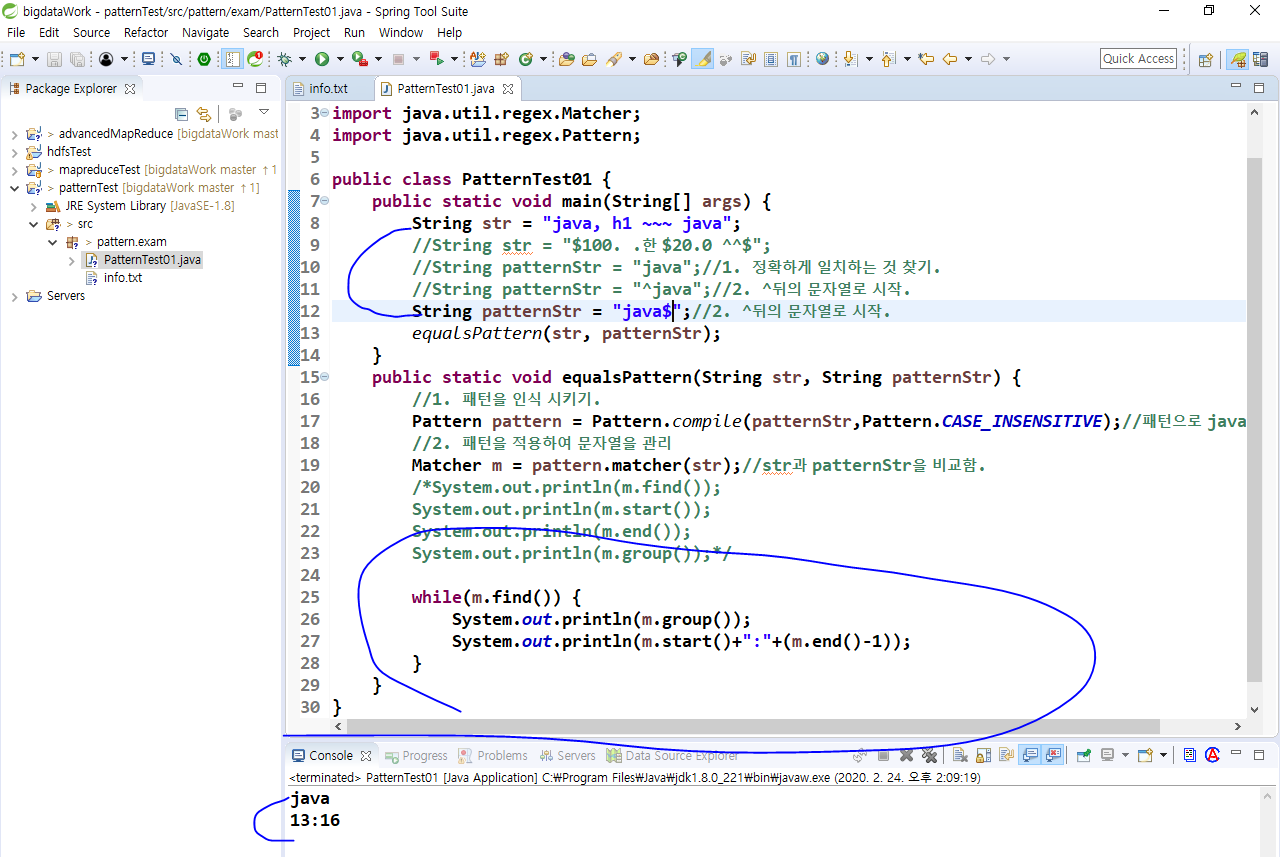 bigdataWork - patternTest/src/pattern/exam/PatternTest01.java - Spring Tool Suite
File Edit Source Refactor Navigate Search Project Run Window Help
Quick Access
Package Explorer
info.txt
PatternTest01.java
> advancedMapReduce [bigdataWork mast
hdfsTest
> mapreduceTest [bigdataWork master ↑1
> patternTest [bigdataWork master ↑1]
JRE System Library [JavaSE-1.8]
> src
> pattern.exam
PatternTest01.java
info.txt
Servers
3 import java.util.regex.Matcher;
4 import java.util.regex.Pattern;
5
6 public class PatternTest01 {
7 public static void main(String[] args) {
8 String str = "java, h1 ~~~ java";
9 //String str = "$100. .한 $20.0 ^^$";
10 //String patternStr = "java";//1. 정확하게 일치하는 것 찾기.
11 //String patternStr = "^java";//2. ^뒤의 문자열로 시작.
12 String patternStr = "java$";//2. ^뒤의 문자열로 시작.
13 equalsPattern(str, patternStr);
14 }
15 public static void equalsPattern(String str, String patternStr) {
16 //1. 패턴을 인식 시키기.
17 Pattern pattern = Pattern.compile(patternStr,Pattern.CASE_INSENSITIVE);//패턴으로 java
18 //2. 패턴을 적용하여 문자열을 관리
19 Matcher m = pattern.matcher(str);//str과 patternStr을 비교함.
20 /*System.out.println(m.find());
21 System.out.println(m.start());
22 System.out.println(m.end());
23 System.out.println(m.group());*/
24
25 while(m.find()) {
26 System.out.println(m.group());
27 System.out.println(m.start()+":"+(m.end()-1));
28 }
29 }
30 }
Console Progress Problems Servers Data Source Explorer
<terminated> PatternTest01 [Java Application] C:₩Program Files₩Java₩jdk1.8.0_221₩bin₩javaw.exe (2020. 2. 24. 오후 2:09:19)
java
13:16